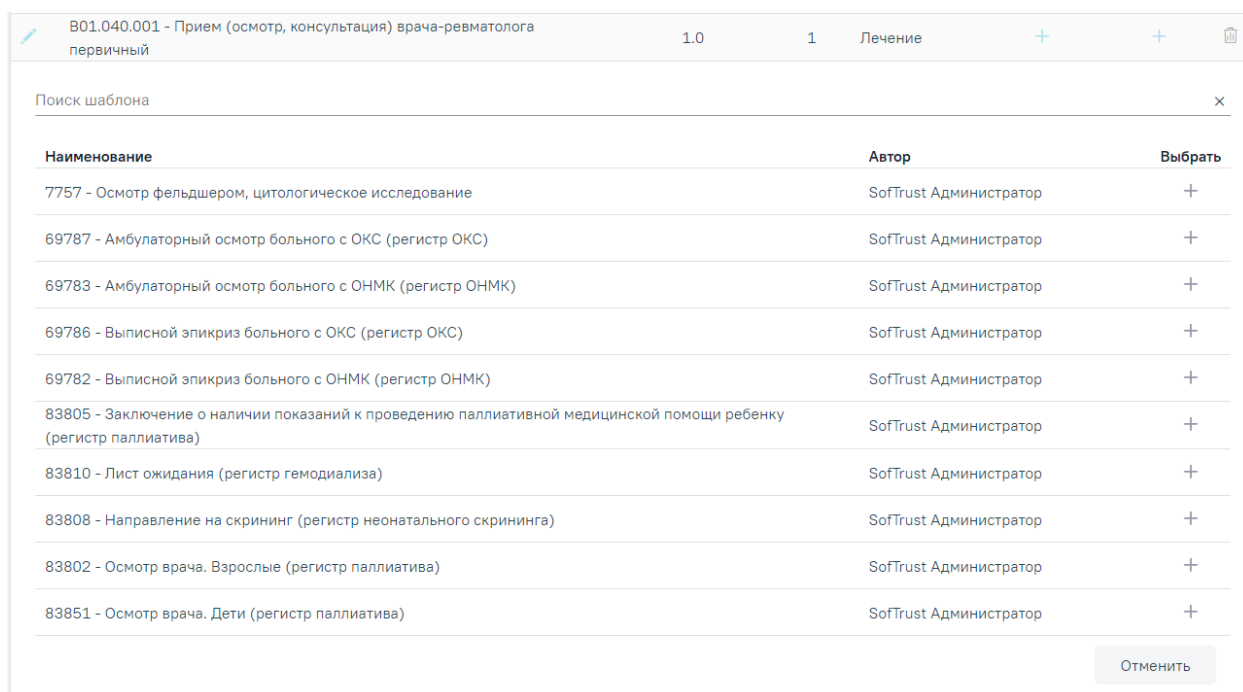 B01.040.001 - Прием (осмотр, консультация) врача-ревматолога
первичный
1.0 1 Лечение
Поиск шаблона
Наименование Автор Выбрать
7757 - Осмотр фельдшером, цитологическое исследование SofTrust Администратор
69787 - Амбулаторный осмотр больного с ОКС (регистр ОКС) SofTrust Администратор
69783 - Амбулаторный осмотр больного с ОНМК (регистр ОНМК) SofTrust Администратор
69786 - Выписной эпикриз больного с ОКС (регистр ОКС) SofTrust Администратор
69782 - Выписной эпикриз больного с ОНМК (регистр ОНМК) SofTrust Администратор
83805 - Заключение о наличии показаний к проведению паллиативной медицинской помощи ребенку
(регистр паллиатива)
SofTrust Администратор
83810 - Лист ожидания (регистр гемодиализа) SofTrust Администратор
83808 - Направление на скрининг (регистр неонатального скрининга) SofTrust Администратор
83802 - Осмотр врача. Взрослые (регистр паллиатива) SofTrust Администратор
83851 - Осмотр врача. Дети (регистр паллиатива) SofTrust Администратор
Отменить